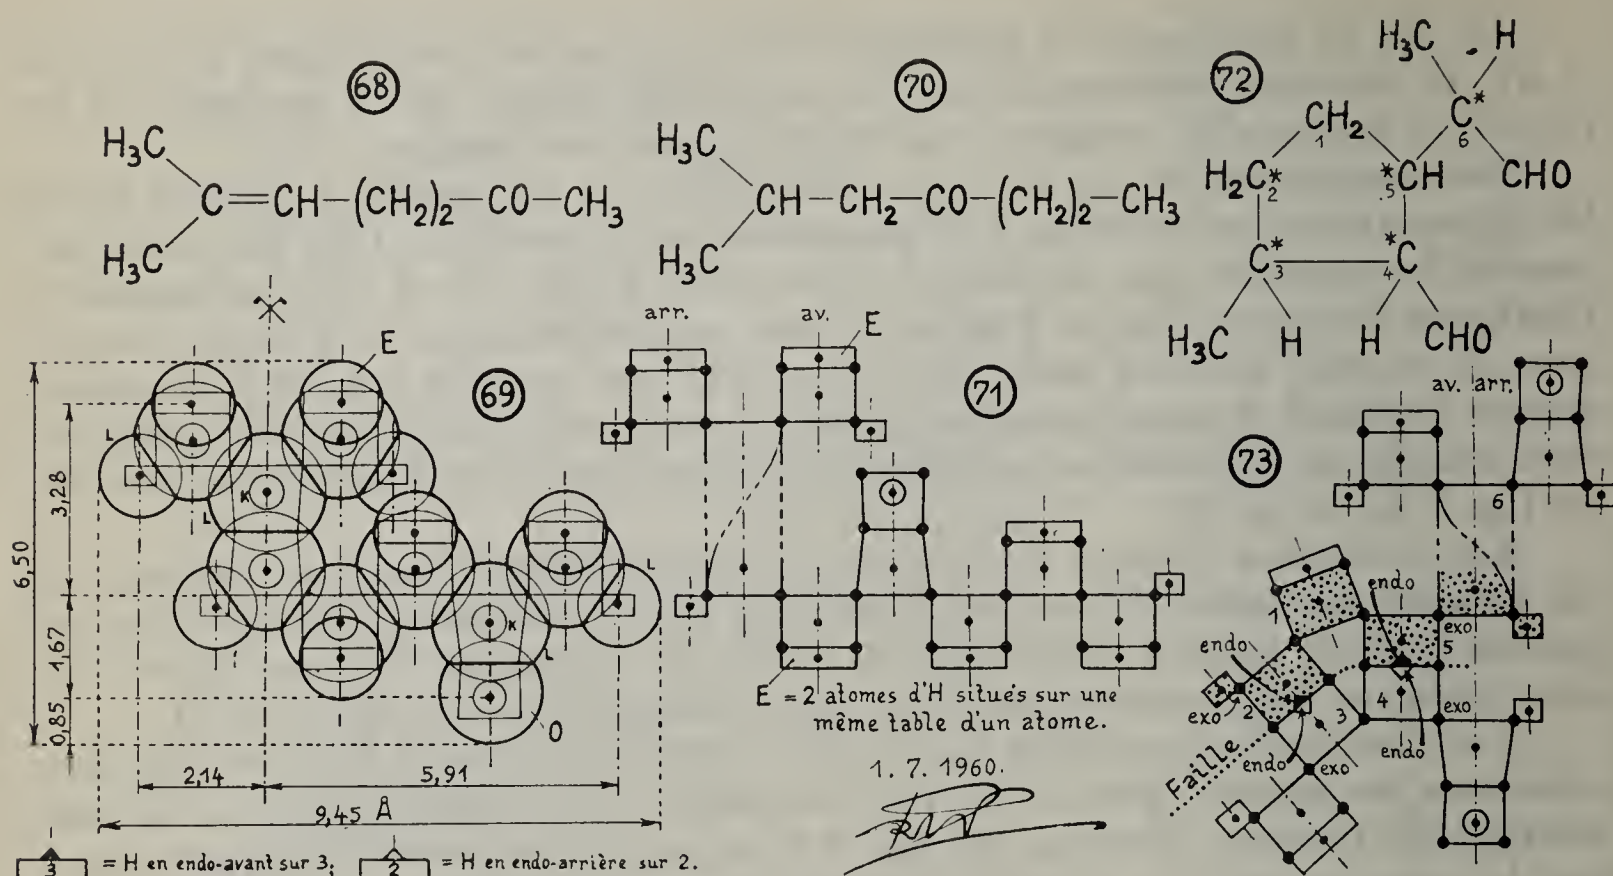 68
H₃C
C=CH-(CH₂)₂-CO-CH₃
H₃C
70
H₃C
CH-CH₂-CO-(CH₂)₂-CH₃
H₃C
72
H₃C H
C*
6
CH₂
1
H₂C*
2
*CH
5
CHO
C*
3
*C
4
H₃C H H CHO
69
E
L
L
K
L
K
L
O
6,50
3,28
1,67
0,85
2,14
5,91
9,45 Å
71
arr.
av.
E
E = 2 atomes d'H situés sur une
même table d'un atome.
73
av. arr.
6
endo
1
exo
5
endo
exo
2
3
4
exo
endo
exo
endo
Faille
1. 7. 1960.
3 = H en endo-avant sur 3;
2 = H en endo-arrière sur 2.